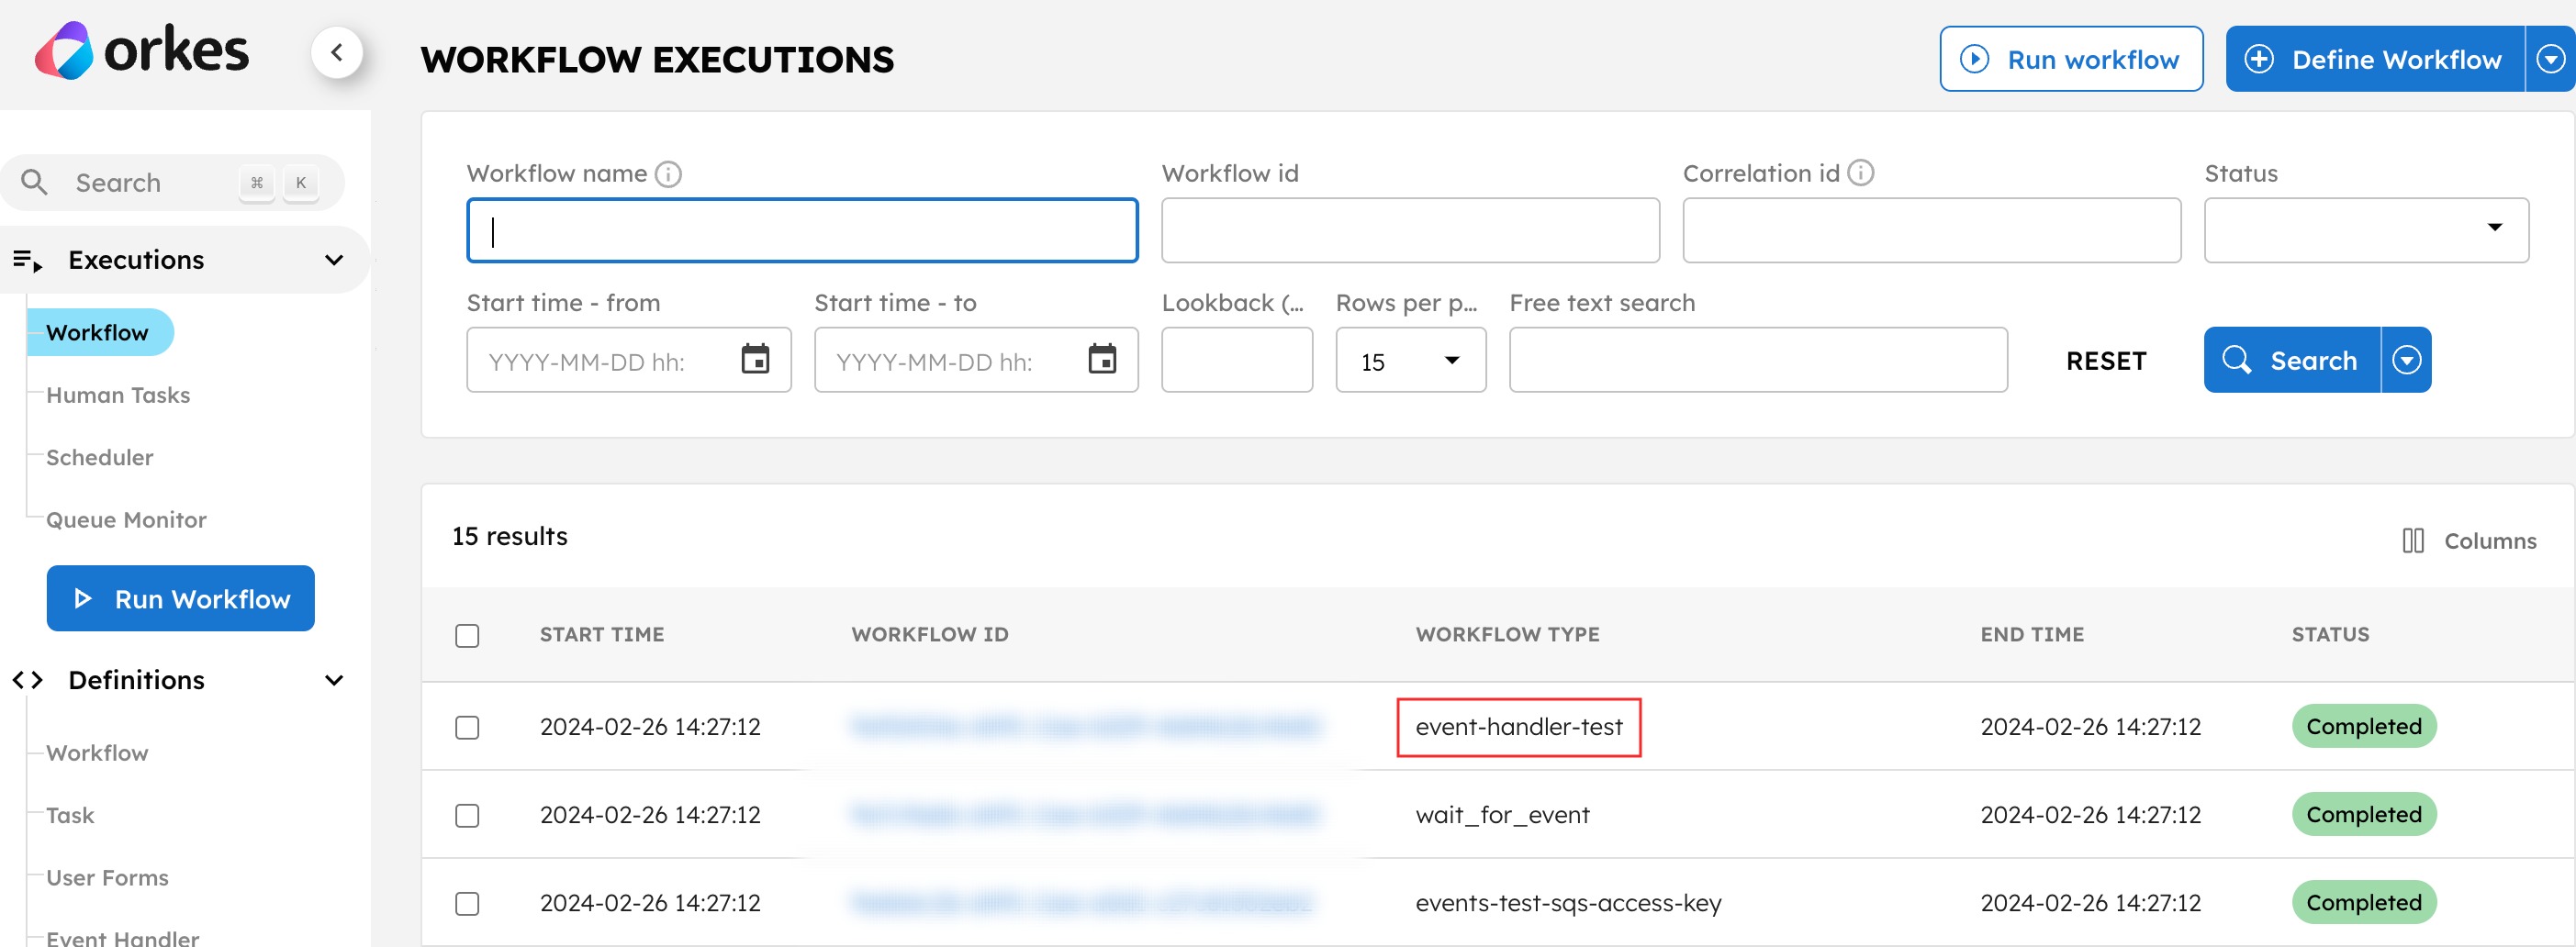 orkes
WORKFLOW EXECUTIONS
Run workflow
Define Workflow
Search ⌘ K
Executions
Workflow
Human Tasks
Scheduler
Queue Monitor
Run Workflow
Definitions
Workflow
Task
User Forms
Event Handler
Workflow name
Workflow id
Correlation id
Status
Start time - from
Start time - to
Lookback (...
Rows per p...
Free text search
YYYY-MM-DD hh:
YYYY-MM-DD hh:
15
RESET
Search
15 results
Columns
START TIME WORKFLOW ID WORKFLOW TYPE END TIME STATUS
2024-02-26 14:27:12 event-handler-test 2024-02-26 14:27:12 Completed
2024-02-26 14:27:12 wait_for_event 2024-02-26 14:27:12 Completed
2024-02-26 14:27:12 events-test-sqs-access-key 2024-02-26 14:27:12 Completed